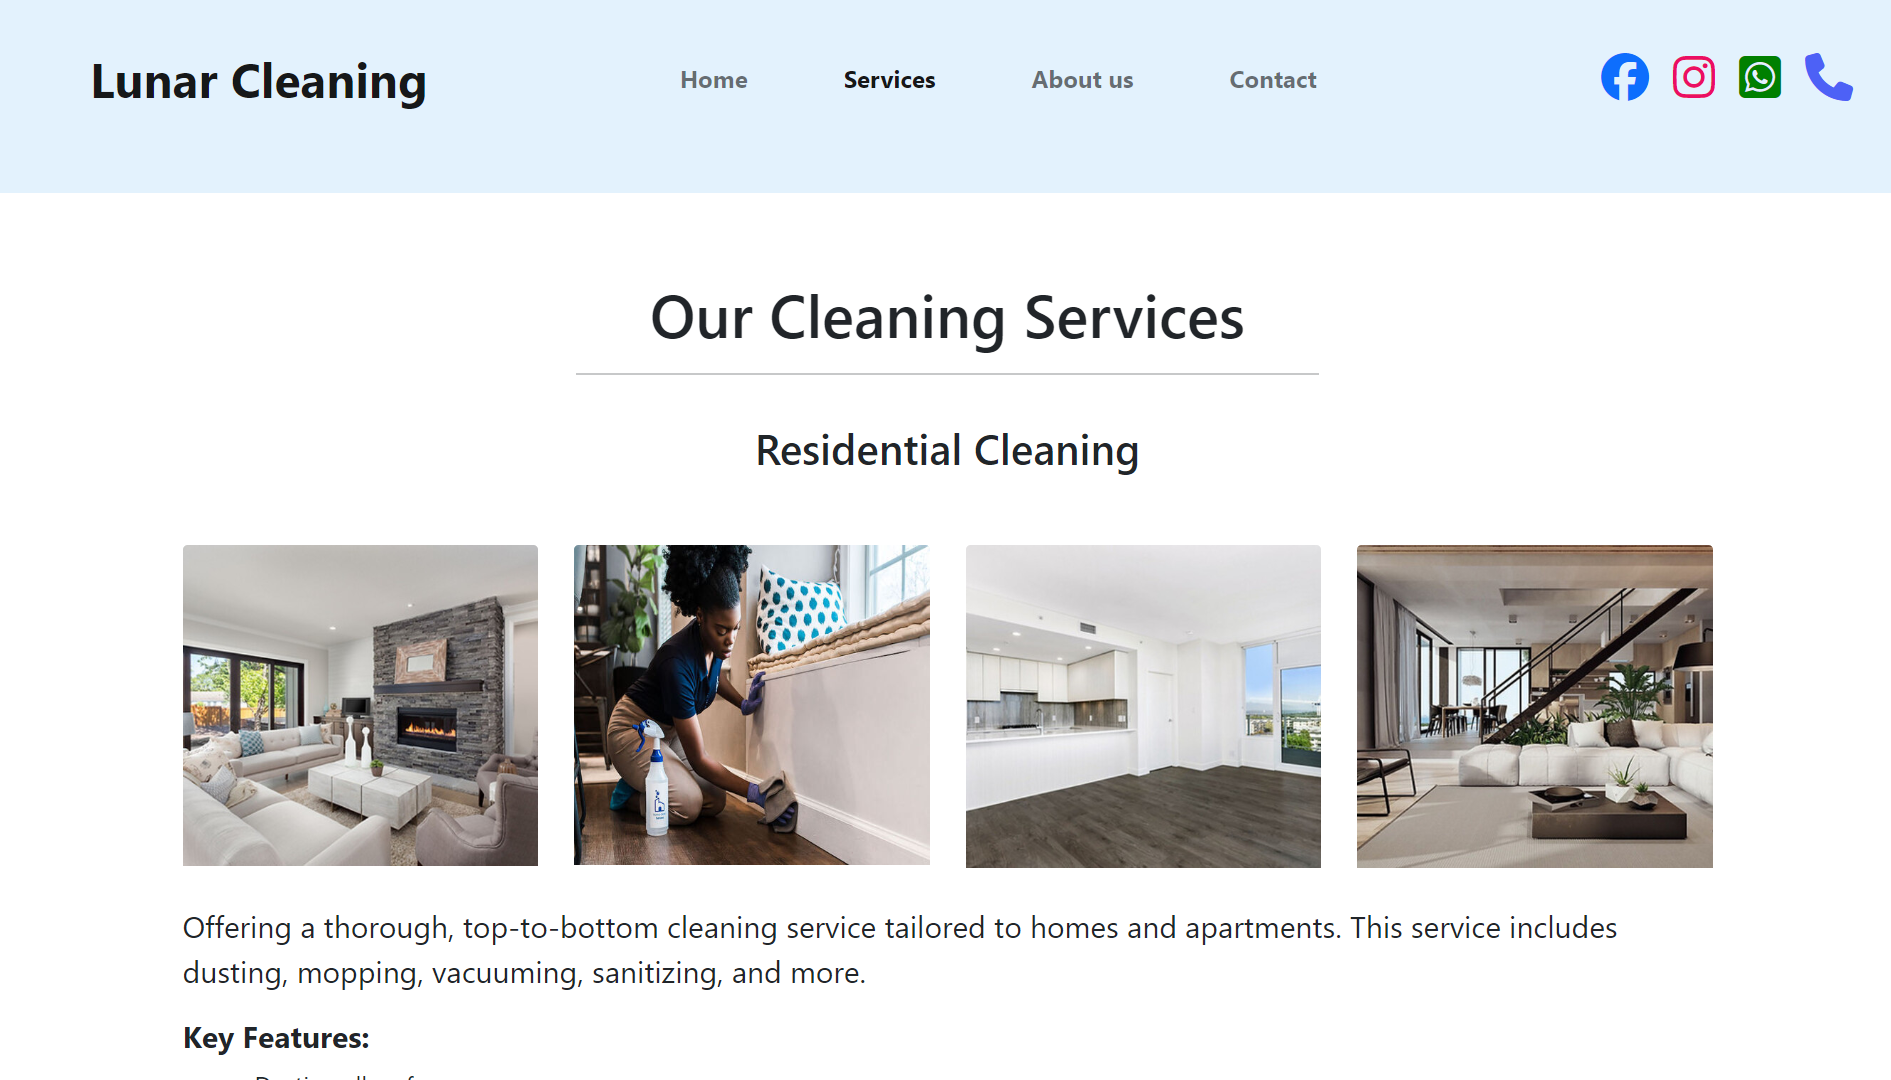 Lunar Cleaning
Home Services About us Contact
Our Cleaning Services
Residential Cleaning
Offering a thorough, top-to-bottom cleaning service tailored to homes and apartments. This service includes
dusting, mopping, vacuuming, sanitizing, and more.
Key Features: